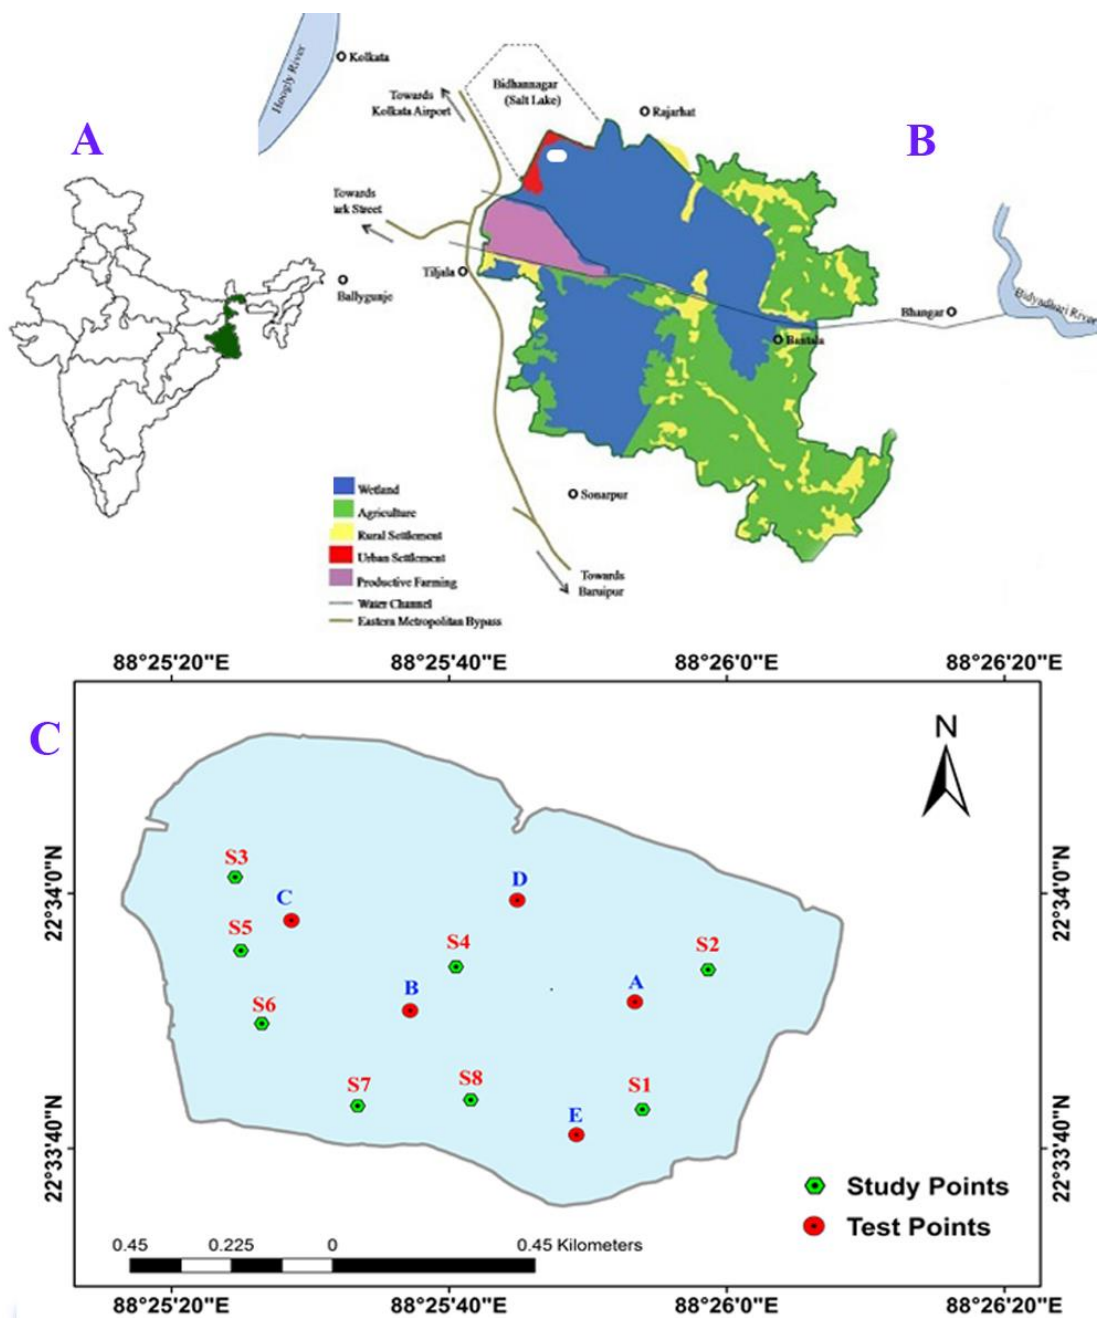 Hoogly River
Kolkata
A
Towards
Kolkata Airport
Bidhannagar
(Salt Lake)
Rajarhat
B
Towards
ark Street
Tiljala
Ballygunje
Bhangar
Bidyadhari River
Bantala
Sonarpur
Towards
Baruipur
Wetland
Agriculture
Rural Settlement
Urban Settlement
Productive Farming
Water Channel
Eastern Metropolitan Bypass
88°25'20"E
88°25'40"E
88°26'0"E
88°26'20"E
C
N
22°34'0"N
22°34'0"N
S3
C
D
S5
S4
S2
B
A
S6
S7
S8
S1
E
22°33'40"N
22°33'40"N
Study Points
Test Points
0.45 0.225 0 0.45 Kilometers
88°25'20"E
88°25'40"E
88°26'0"E
88°26'20"E